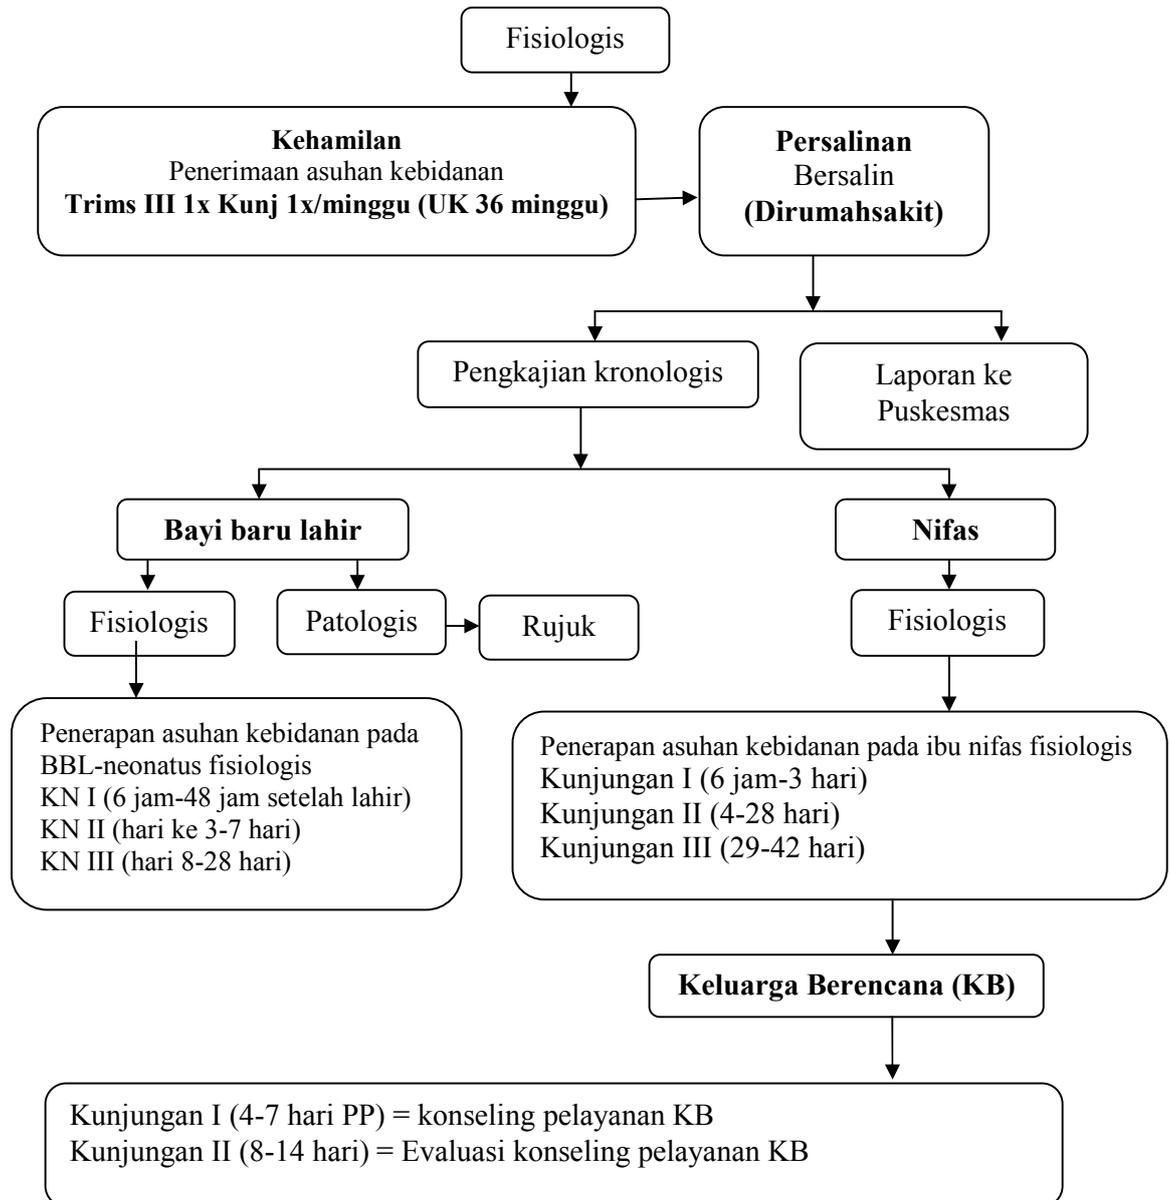 Fisiologis
Kehamilan
Penerimaan asuhan kebidanan
Trims III 1x Kunj 1x/minggu (UK 36 minggu)
Persalinan
Bersalin
(Dirumahsakit)
Pengkajian kronologis
Laporan ke
Puskesmas
Bayi baru lahir
Nifas
Fisiologis
Patologis
Rujuk
Fisiologis
Penerapan asuhan kebidanan pada
BBL-neonatus fisiologis
KN I (6 jam-48 jam setelah lahir)
KN II (hari ke 3-7 hari)
KN III (hari 8-28 hari)
Penerapan asuhan kebidanan pada ibu nifas fisiologis
Kunjungan I (6 jam-3 hari)
Kunjungan II (4-28 hari)
Kunjungan III (29-42 hari)
Keluarga Berencana (KB)
Kunjungan I (4-7 hari PP) = konseling pelayanan KB
Kunjungan II (8-14 hari) = Evaluasi konseling pelayanan KB